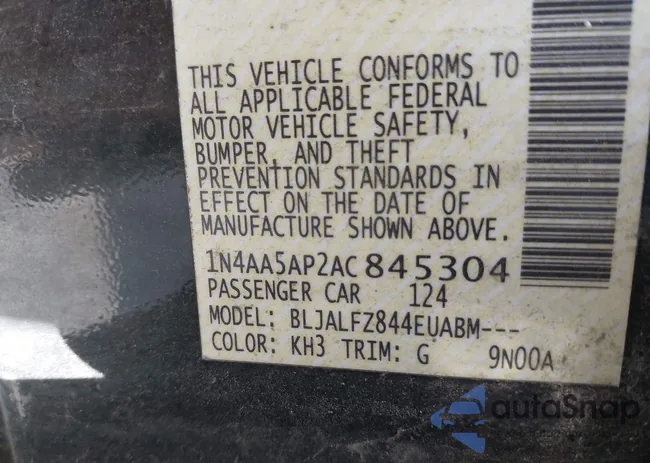 THIS VEHICLE CONFORMS TO
ALL APPLICABLE FEDERAL
MOTOR VEHICLE SAFETY,
BUMPER, AND THEFT
PREVENTION STANDARDS IN
EFFECT ON THE DATE OF
MANUFACTURE SHOWN ABOVE.
1N4AA5AP2AC845304
PASSENGER CAR 124
MODEL: BLJALFZ844EUABM---
COLOR: KH3 TRIM: G 9N00A
autoSnap